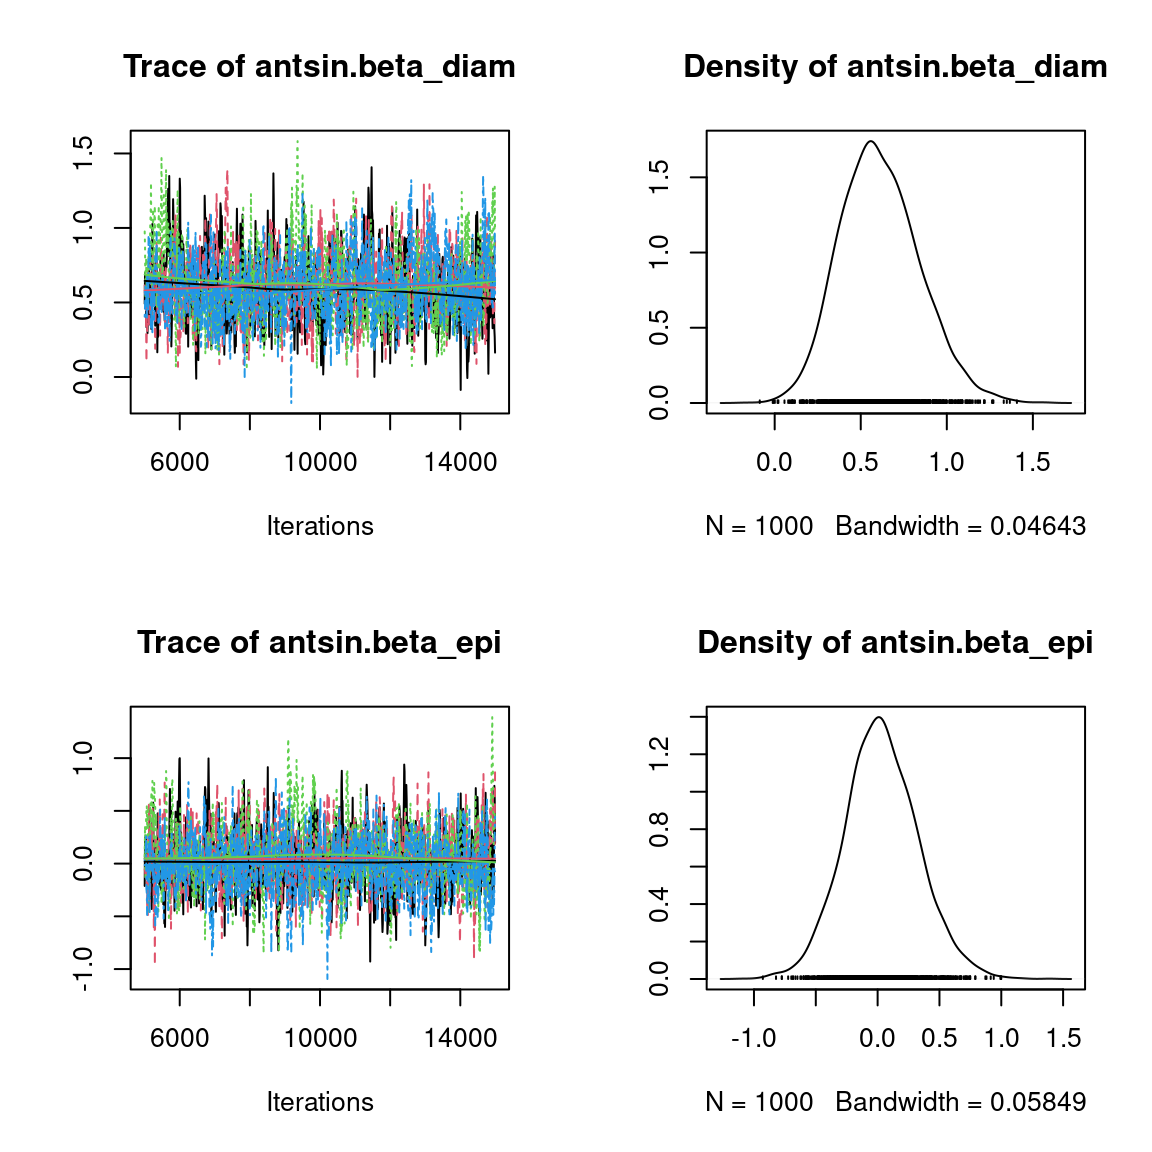 Trace of antsin.beta_diam
1.5
1.0
0.5
0.0
6000 10000 14000
Iterations
Density of antsin.beta_diam
1.5
1.0
0.5
0.0
0.0 0.5 1.0 1.5
N = 1000 Bandwidth = 0.04643
Trace of antsin.beta_epi
1.0
0.0
-1.0
6000 10000 14000
Iterations
Density of antsin.beta_epi
1.2
0.8
0.4
0.0
-1.0 0.0 0.5 1.0 1.5
N = 1000 Bandwidth = 0.05849